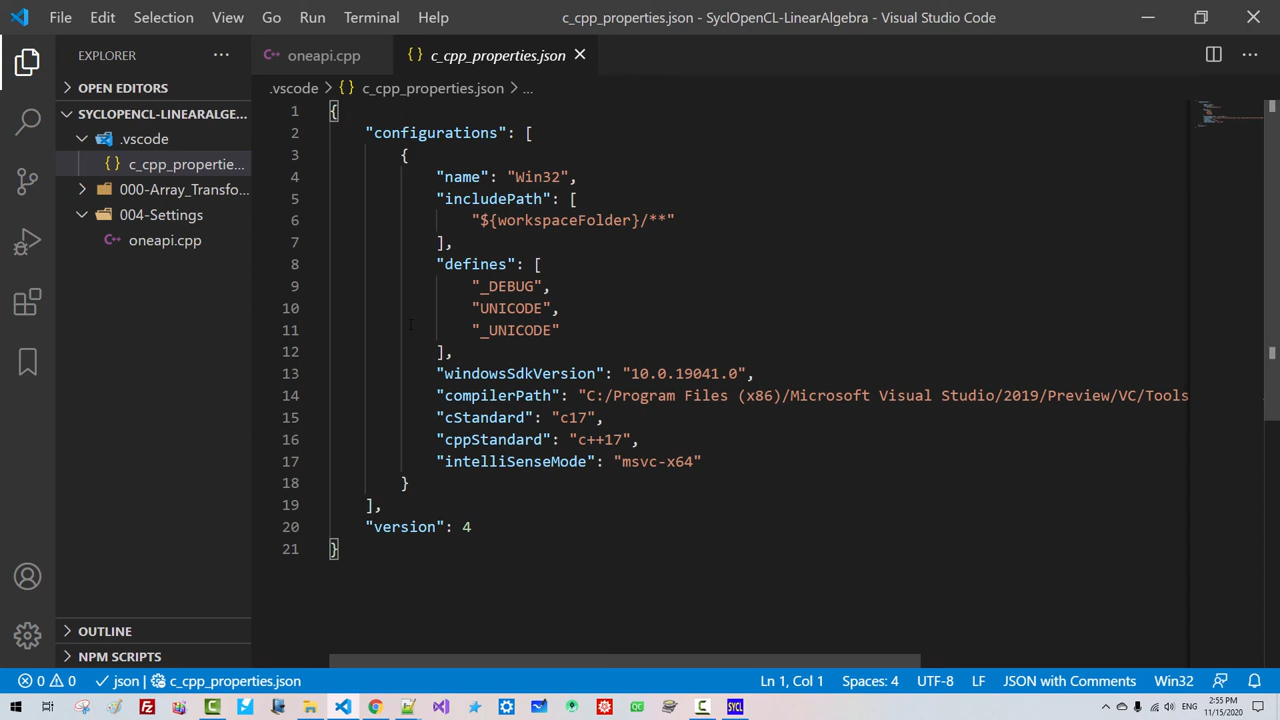 File Edit Selection View Go Run Terminal Help
c_cpp_properties.json - SyclOpenCL-LinearAlgebra - Visual Studio Code
EXPLORER ...
oneapi.cpp
{} c_cpp_properties.json
OPEN EDITORS
.vscode > {} c_cpp_properties.json > ...
SYCLOPENCL-LINEARALGE...
.vscode
{} c_cpp_propertie...
000-Array_Transfo...
004-Settings
oneapi.cpp
1 {
2 "configurations": [
3 {
4 "name": "Win32",
5 "includePath": [
6 "${workspaceFolder}/**"
7 ],
8 "defines": [
9 "_DEBUG",
10 "UNICODE",
11 "_UNICODE"
12 ],
13 "windowsSdkVersion": "10.0.19041.0",
14 "compilerPath": "C:/Program Files (x86)/Microsoft Visual Studio/2019/Preview/VC/Tools
15 "cStandard": "c17",
16 "cppStandard": "c++17",
17 "intelliSenseMode": "msvc-x64"
18 }
19 ],
20 "version": 4
21 }
OUTLINE
NPM SCRIPTS
0 0 json | c_cpp_properties.json
Ln 1, Col 1 Spaces: 4 UTF-8 LF JSON with Comments Win32
SYCL
ENG
2:55 PM
11/15/2020